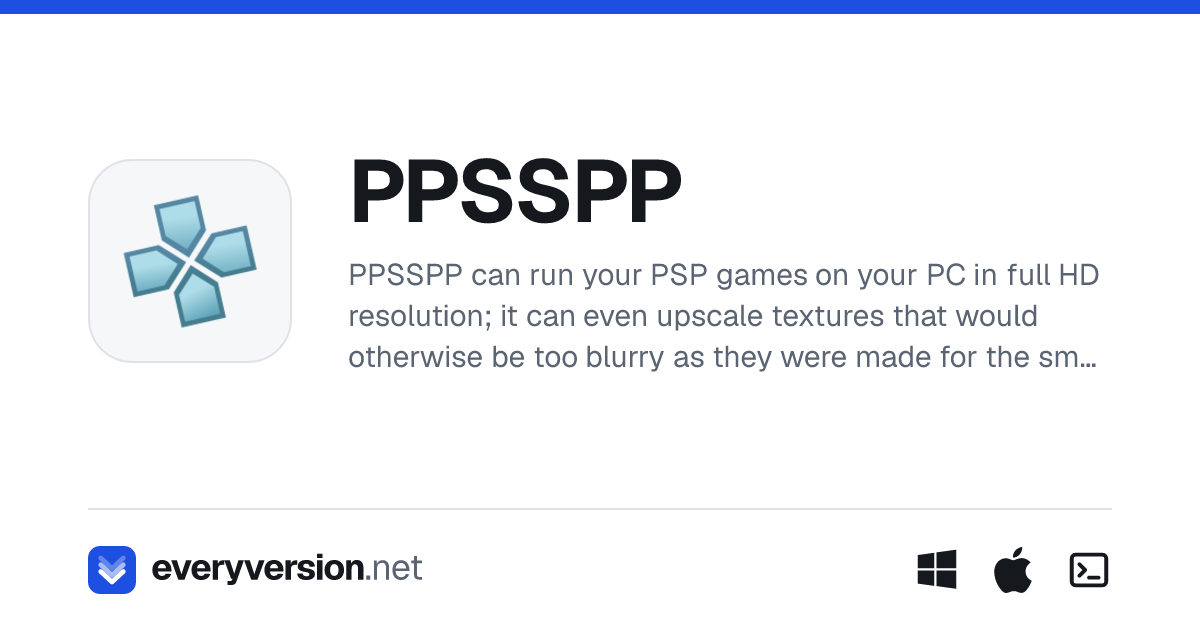 PPSSPP
PPSSPP can run your PSP games on your PC in full HD
resolution; it can even upscale textures that would
otherwise be too blurry as they were made for the sm...
everyversion.net